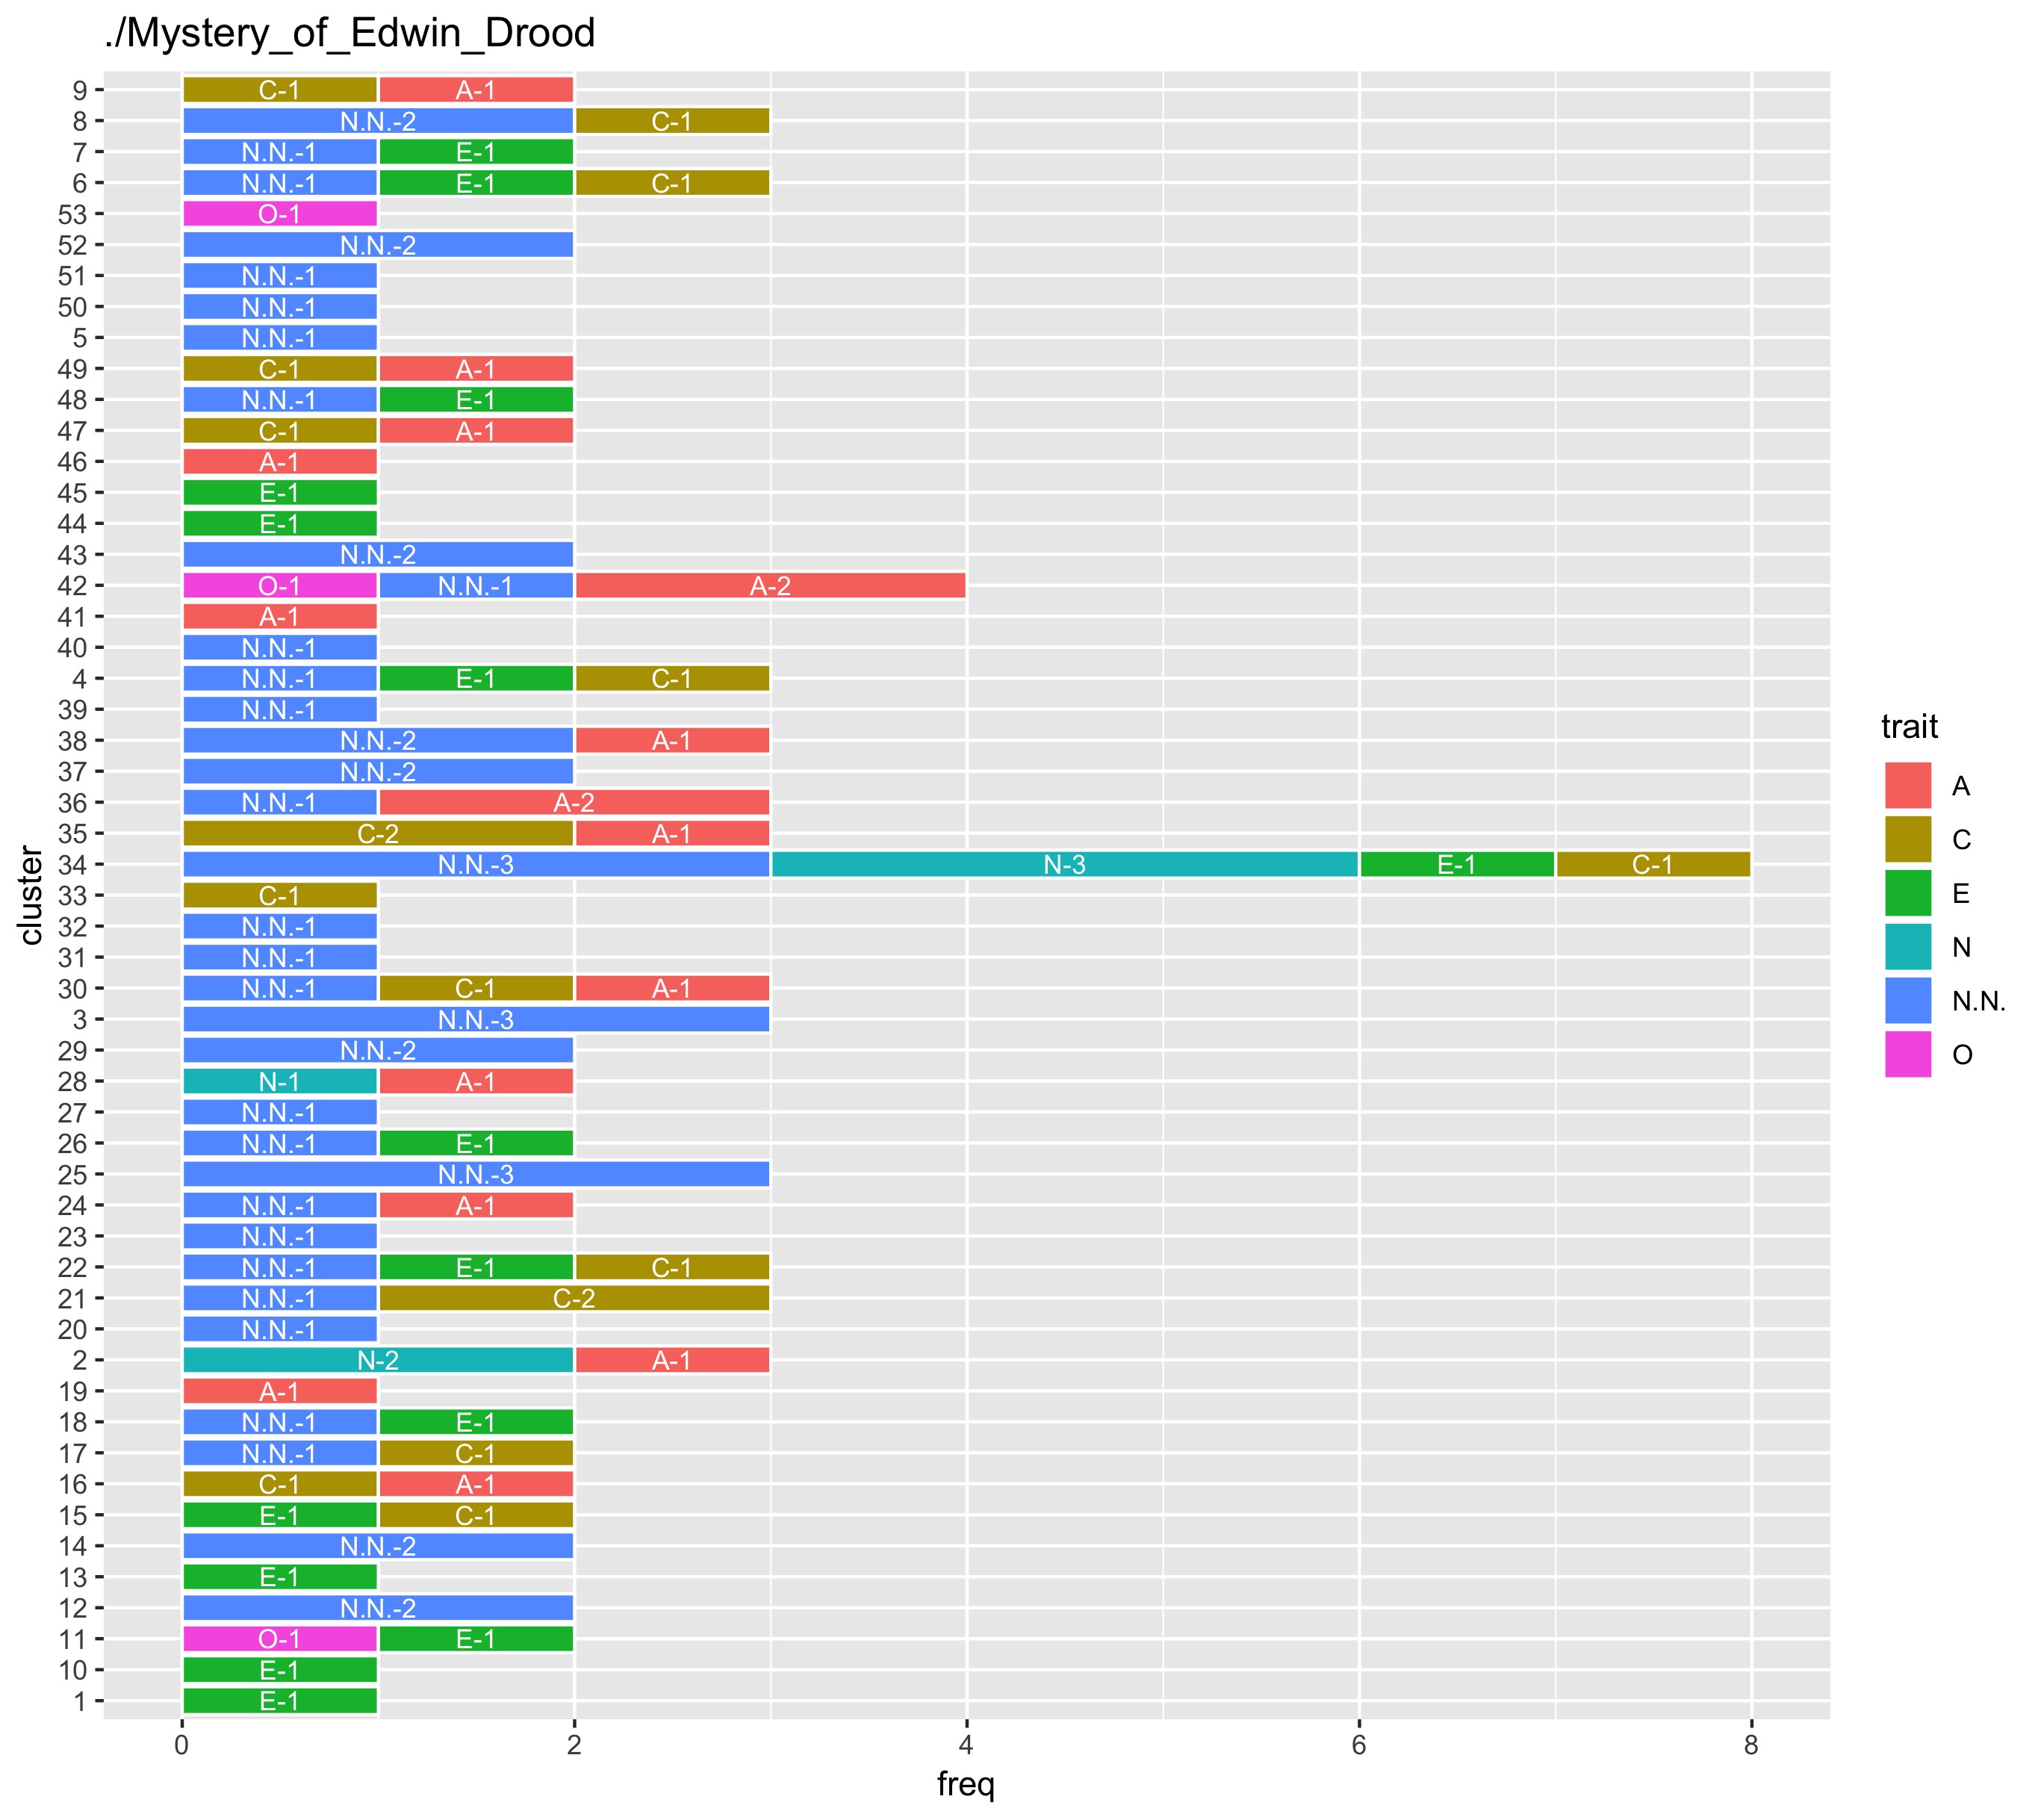 ./Mystery_of_Edwin_Drood
9 C-1 A-1
8 N.N.-2 C-1
7 N.N.-1 E-1
6 N.N.-1 E-1 C-1
53 O-1
52 N.N.-2
51 N.N.-1
50 N.N.-1
5 N.N.-1
49 C-1 A-1
48 N.N.-1 E-1
47 C-1 A-1
46 A-1
45 E-1
44 E-1
43 N.N.-2
42 O-1 N.N.-1 A-2
41 A-1
40 N.N.-1
4 N.N.-1 E-1 C-1
39 N.N.-1
38 N.N.-2 A-1
37 N.N.-2
36 N.N.-1 A-2
35 C-2 A-1
34 N.N.-3 N-3 E-1 C-1
33 C-1
32 N.N.-1
31 N.N.-1
30 N.N.-1 C-1 A-1
3 N.N.-3
29 N.N.-2
28 N-1 A-1
27 N.N.-1
26 N.N.-1 E-1
25 N.N.-3
24 N.N.-1 A-1
23 N.N.-1
22 N.N.-1 E-1 C-1
21 N.N.-1 C-2
20 N.N.-1
2 N-2 A-1
19 A-1
18 N.N.-1 E-1
17 N.N.-1 C-1
16 C-1 A-1
15 E-1 C-1
14 N.N.-2
13 E-1
12 N.N.-2
11 O-1 E-1
10 E-1
1 E-1
0 2 4 6 8
freq
cluster
trait
A
C
E
N
N.N.
O